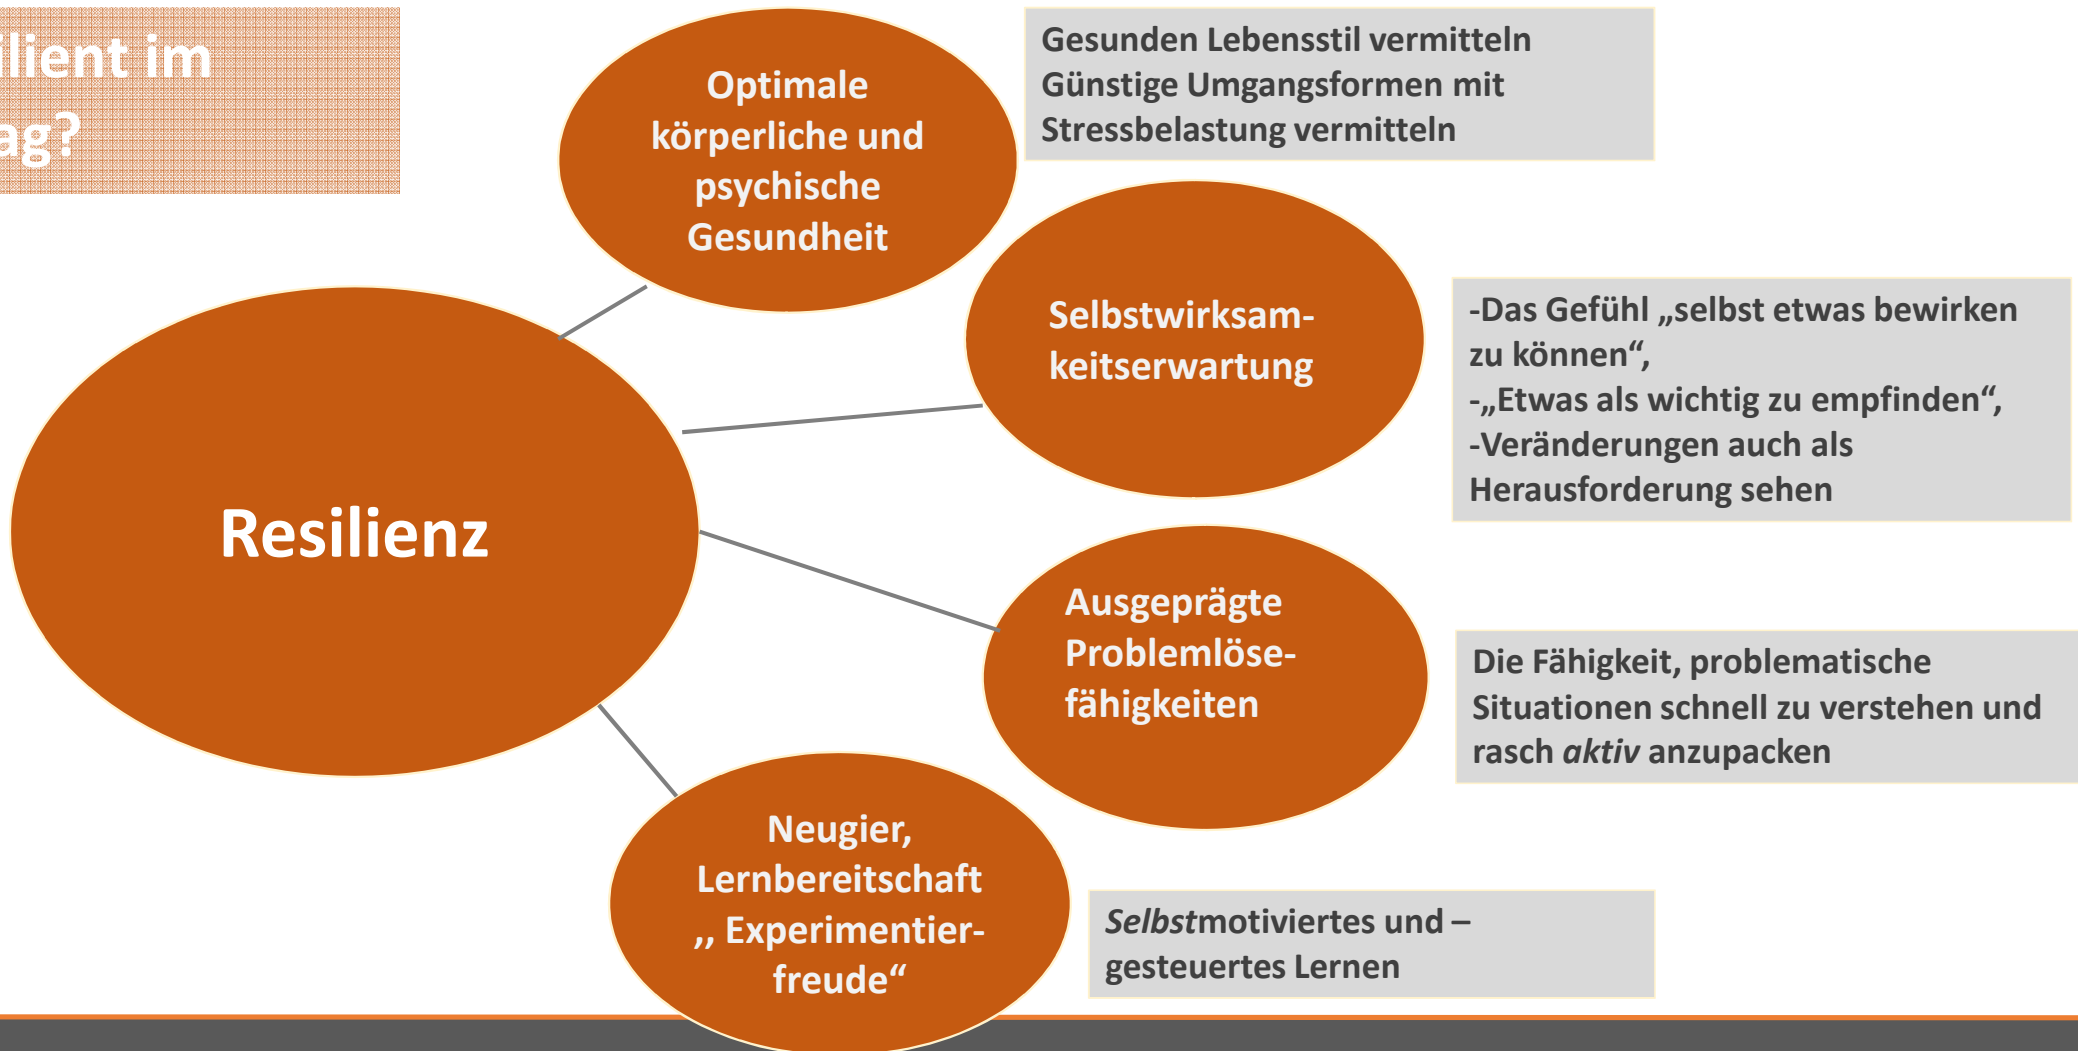 ilient im
ag?
Optimale
körperliche und
psychische
Gesundheit
Gesunden Lebensstil vermitteln
Günstige Umgangsformen mit
Stressbelastung vermitteln
Selbstwirksam-
keitserwartung
-Das Gefühl „selbst etwas bewirken
zu können“,
-„Etwas als wichtig zu empfinden“,
-Veränderungen auch als
Herausforderung sehen
Resilienz
Ausgeprägte
Problemlöse-
fähigkeiten
Die Fähigkeit, problematische
Situationen schnell zu verstehen und
rasch aktiv anzupacken
Neugier,
Lernbereitschaft
,, Experimentier-
freude“
Selbstmotiviertes und –
gesteuertes Lernen